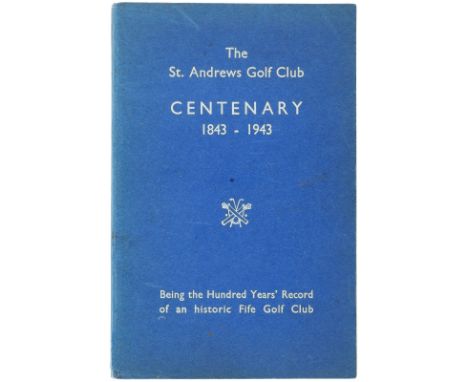 The
St. Andrews Golf Club
CENTENARY
1843 - 1943
Being the Hundred Years' Record
of an historic Fife Golf Club